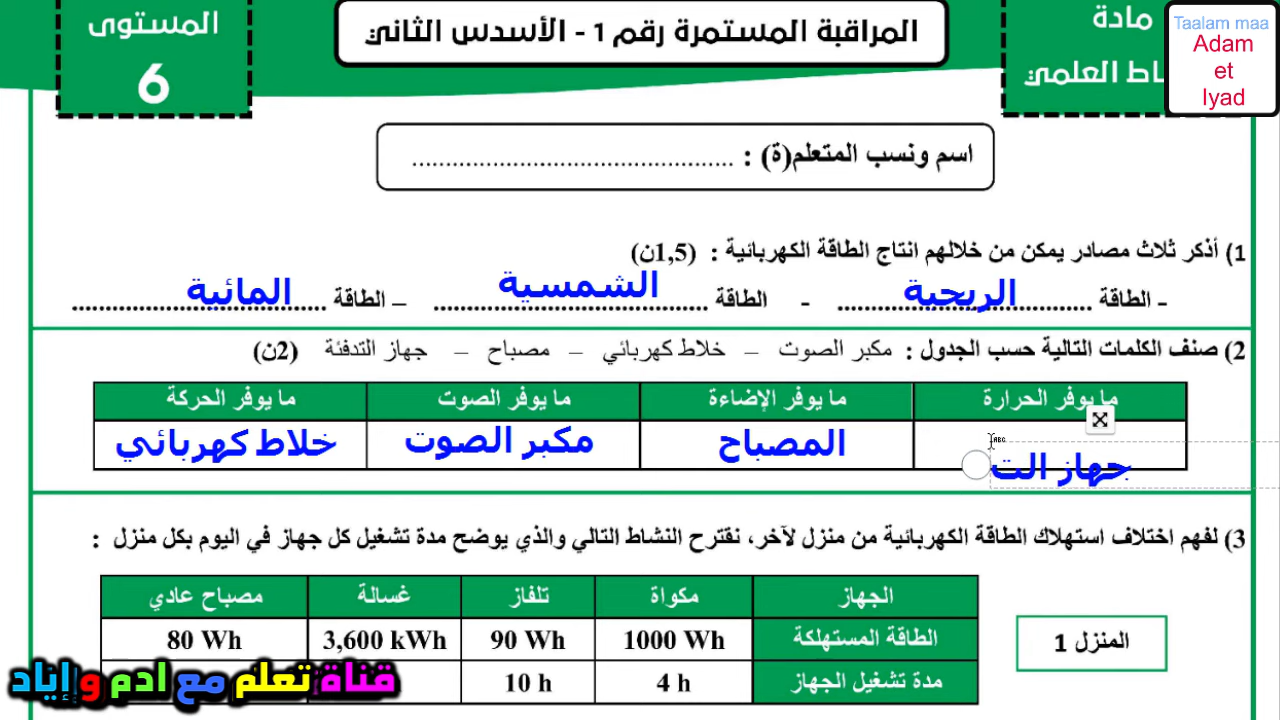 مادة
ـاط العلمي
المراقبة المستمرة رقم 1 - الأسدس الثاني
المستوى
6
Taalam maa
Adam
et
Iyad
اسم ونسب المتعلم(ة) : ................................................
1) أذكر ثلاث مصادر يمكن من خلالهم انتاج الطاقة الكهربائية : (1,5ن)
- الطاقة الريحية - الطاقة الشمسية – الطاقة المائية
2) صنف الكلمات التالية حسب الجدول : مكبر الصوت – خلاط كهربائي – مصباح – جهاز التدفئة (2ن)
ما يوفر الحرارة ما يوفر الإضاءة ما يوفر الصوت ما يوفر الحركة
جهاز الت المصباح مكبر الصوت خلاط كهربائي
3) لفهم اختلاف استهلاك الطاقة الكهربائية من منزل لآخر، نقترح النشاط التالي والذي يوضح مدة تشغيل كل جهاز في اليوم بكل منزل :
المنزل 1
الجهاز مكواة تلفاز غسالة مصباح عادي
الطاقة المستهلكة 1000 Wh 90 Wh 3,600 kWh 80 Wh
مدة تشغيل الجهاز 4 h 10 h
قناة تعلم مع ادم وإياد